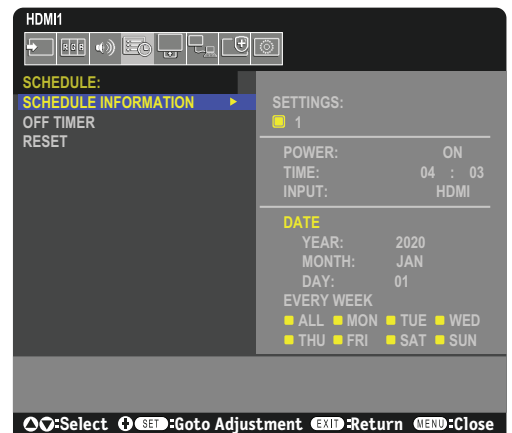 HDMI1
RGB
SCHEDULE:
SCHEDULE INFORMATION
OFF TIMER
RESET
SETTINGS:
1
POWER: ON
TIME: 04 : 03
INPUT: HDMI
DATE
YEAR: 2020
MONTH: JAN
DAY: 01
EVERY WEEK
ALL MON TUE WED
THU FRI SAT SUN
:Select SET :Goto Adjustment EXIT :Return MENU :Close